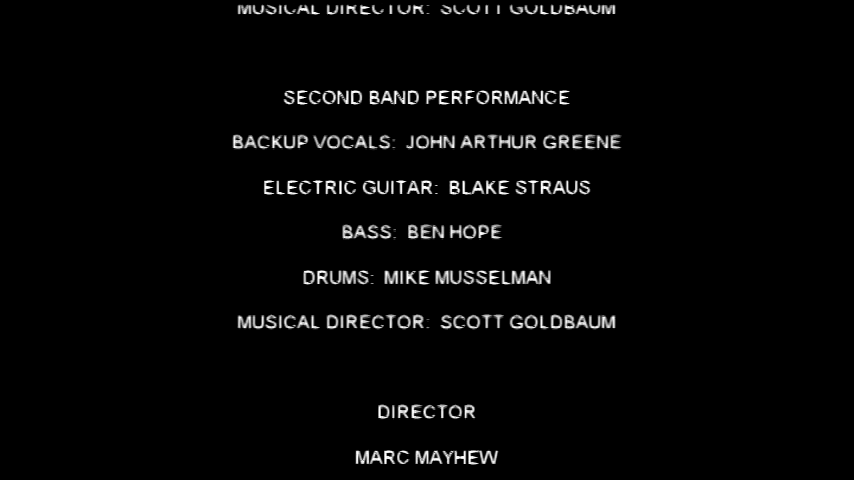 MUSICAL DIRECTOR: SCOTT GOLDBAUM
SECOND BAND PERFORMANCE
BACKUP VOCALS: JOHN ARTHUR GREENE
ELECTRIC GUITAR: BLAKE STRAUS
BASS: BEN HOPE
DRUMS: MIKE MUSSELMAN
MUSICAL DIRECTOR: SCOTT GOLDBAUM
DIRECTOR
MARC MAYHEW